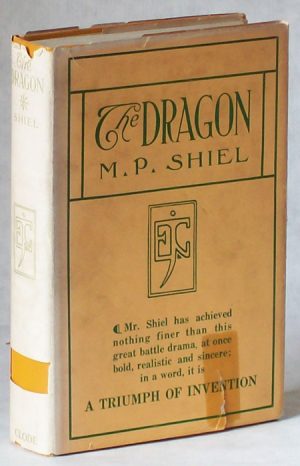 The
DRAGON
*
SHIEL
CLODE
The DRAGON
M. P. SHIEL
¶ Mr. Shiel has achieved
nothing finer than this
great battle drama, at once
bold, realistic and sincere;
in a word, it is
A TRIUMPH OF INVENTION